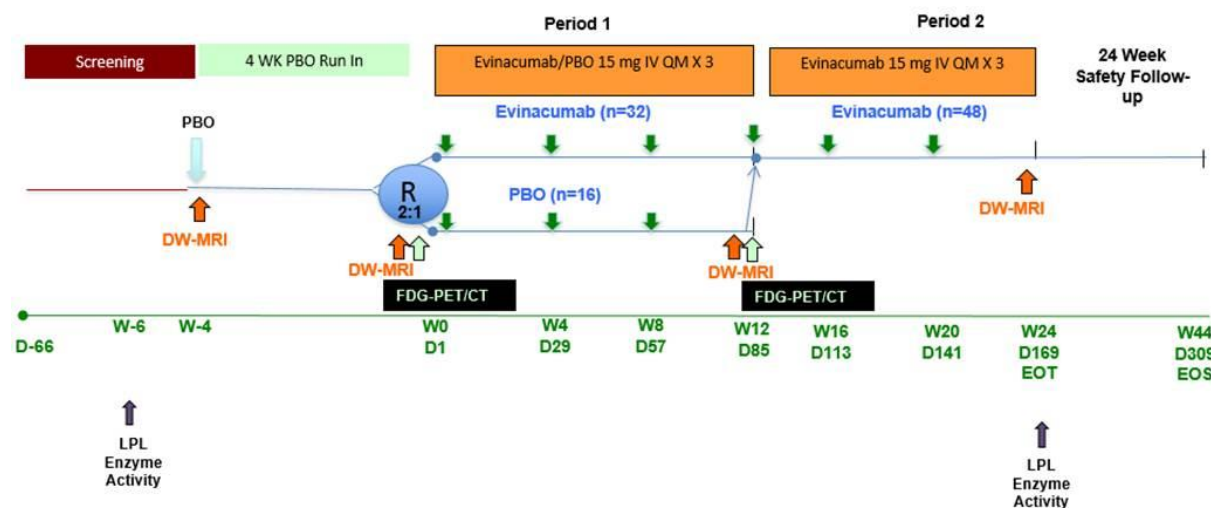 Period 1
Period 2
Screening
4 WK PBO Run In
Evinacumab/PBO 15 mg IV QM X 3
Evinacumab 15 mg IV QM X 3
24 Week
Safety Follow-
up
PBO
Evinacumab (n=32)
Evinacumab (n=48)
R
2:1
PBO (n=16)
DW-MRI
DW-MRI
DW-MRI
DW-MRI
FDG-PET/CT
FDG-PET/CT
D-66
W-6
W-4
W0
D1
W4
D29
W8
D57
W12
D85
W16
D113
W20
D141
W24
D169
EOT
W44
D309
EOS
LPL
Enzyme
Activity
LPL
Enzyme
Activity